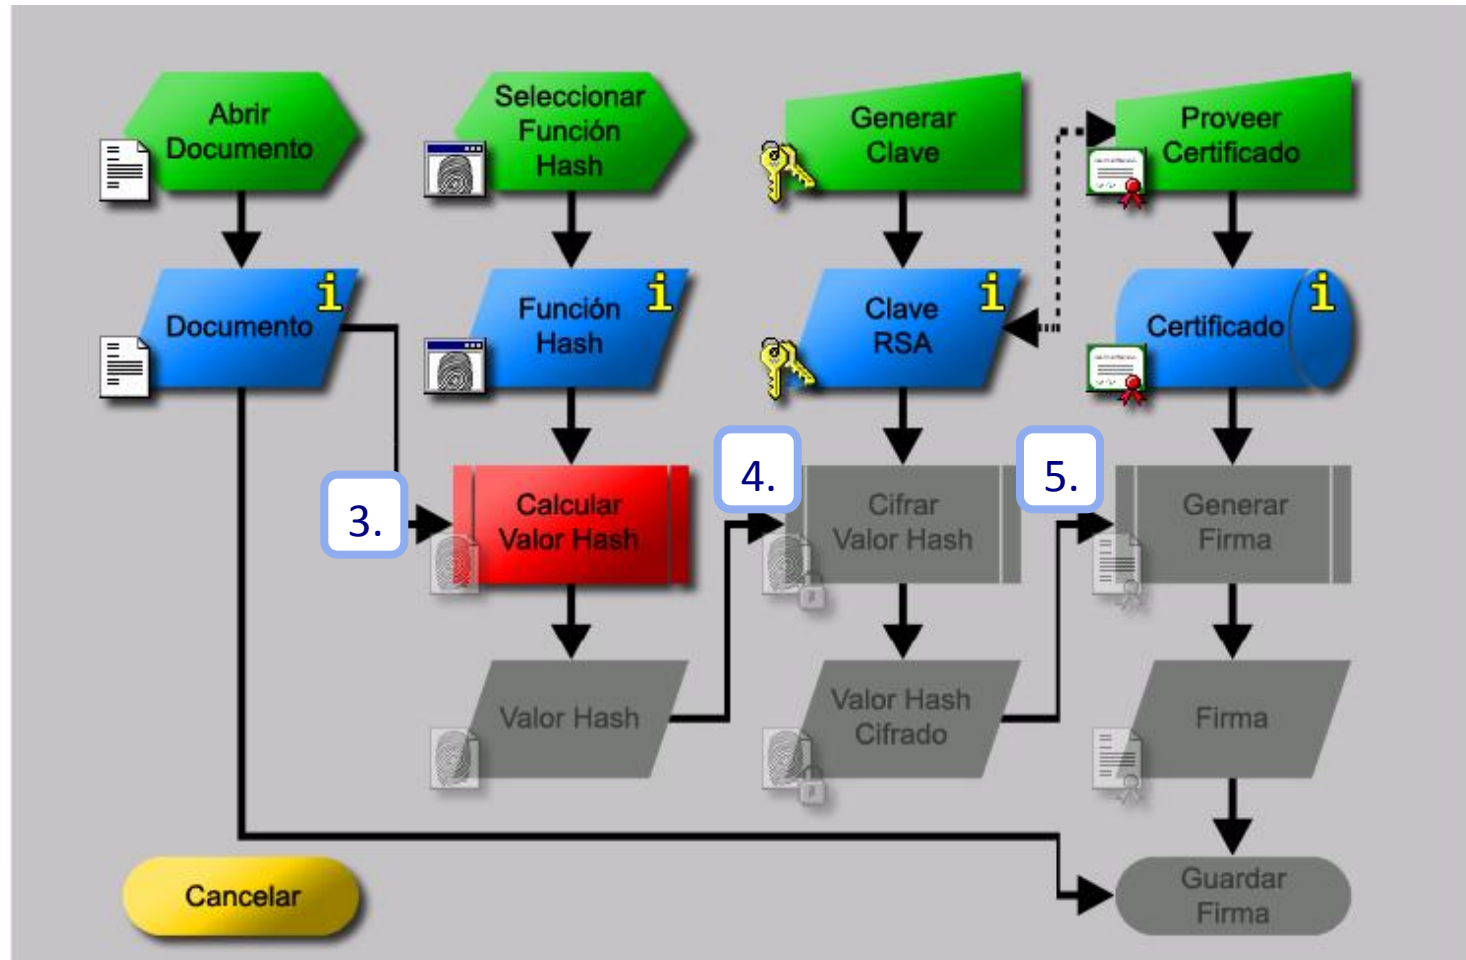 Abrir
Documento
Seleccionar
Función
Hash
Generar
Clave
Proveer
Certificado
Documento
i
Función
Hash
i
Clave
RSA
i
Certificado
i
3.
Calcular
Valor Hash
4.
Cifrar
Valor Hash
5.
Generar
Firma
Valor Hash
Valor Hash
Cifrado
Firma
Cancelar
Guardar
Firma